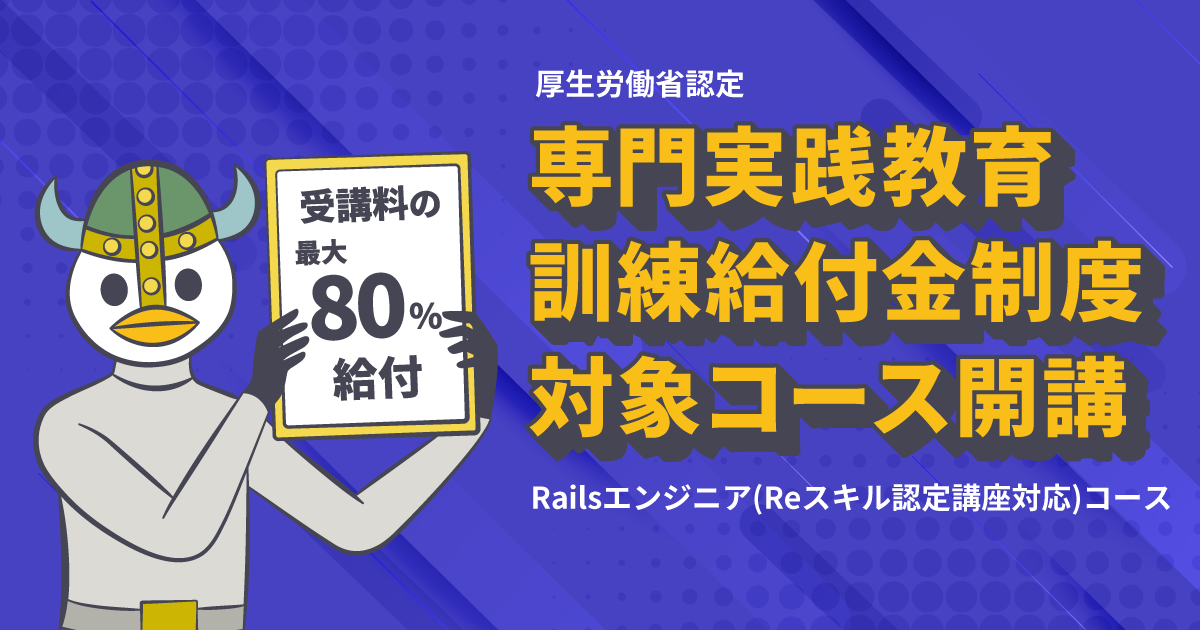 受講料の
最大
80%
給付
厚生労働省認定
専門実践教育
訓練給付金制度
対象コース開講
Railsエンジニア(Reスキル認定講座対応)コース